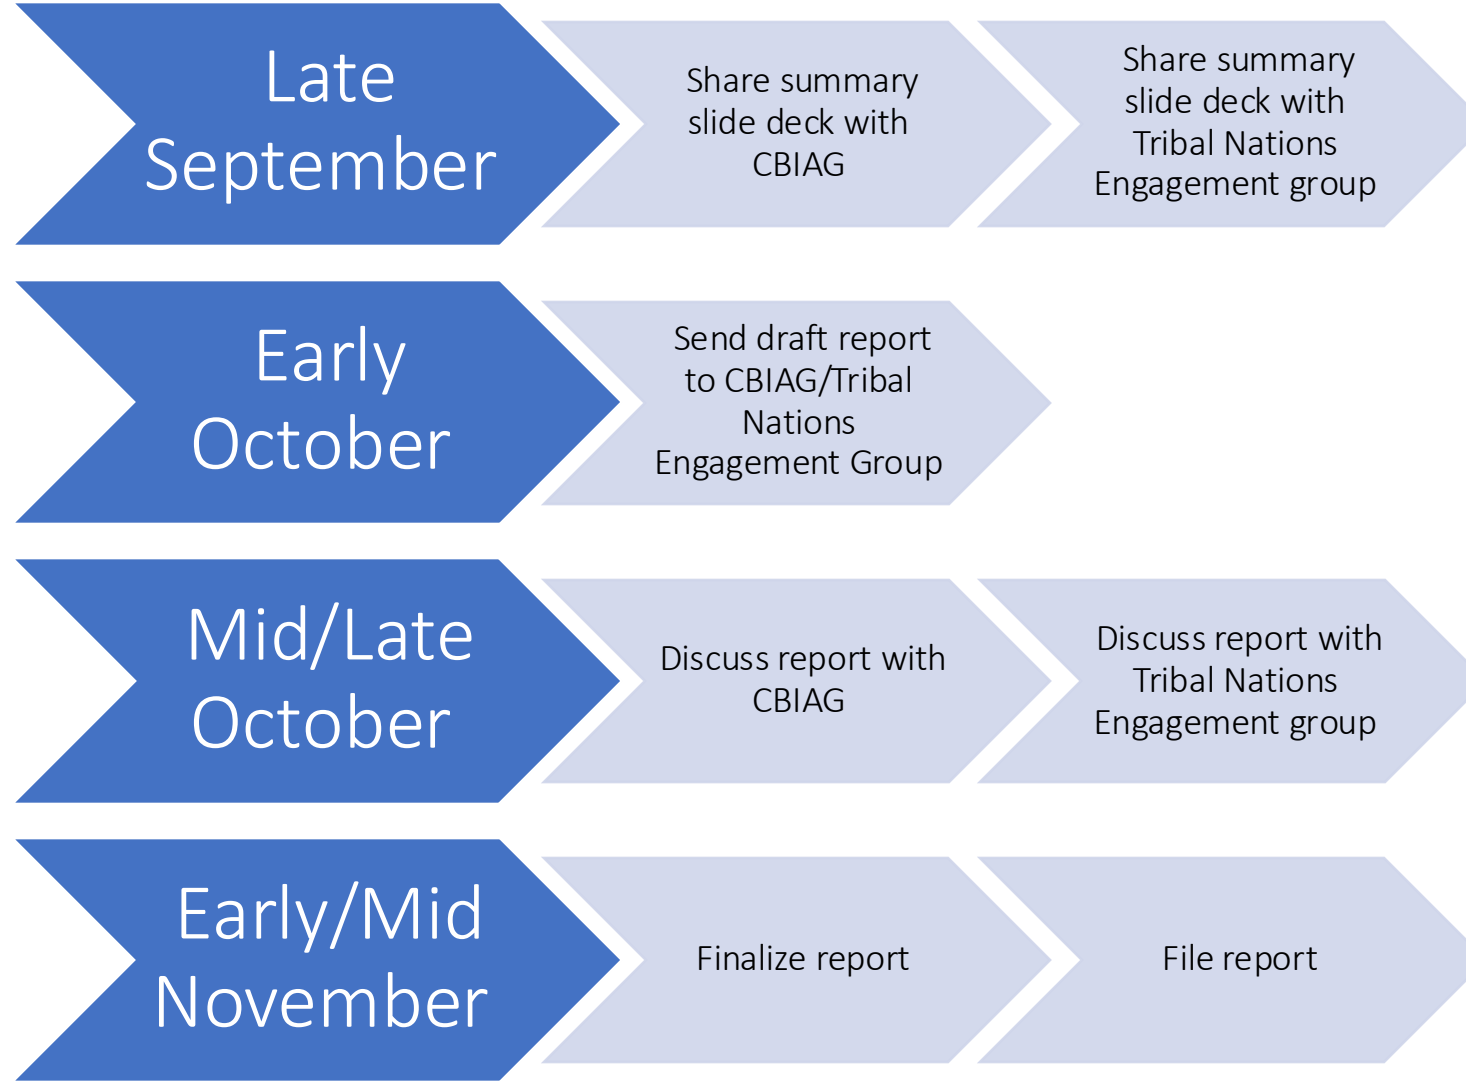 Late
September
Share summary
slide deck with
CBIAG
Share summary
slide deck with
Tribal Nations
Engagement group
Early
October
Send draft report
to CBIAG/Tribal
Nations
Engagement Group
Mid/Late
October
Discuss report with
CBIAG
Discuss report with
Tribal Nations
Engagement group
Early/Mid
November
Finalize report
File report